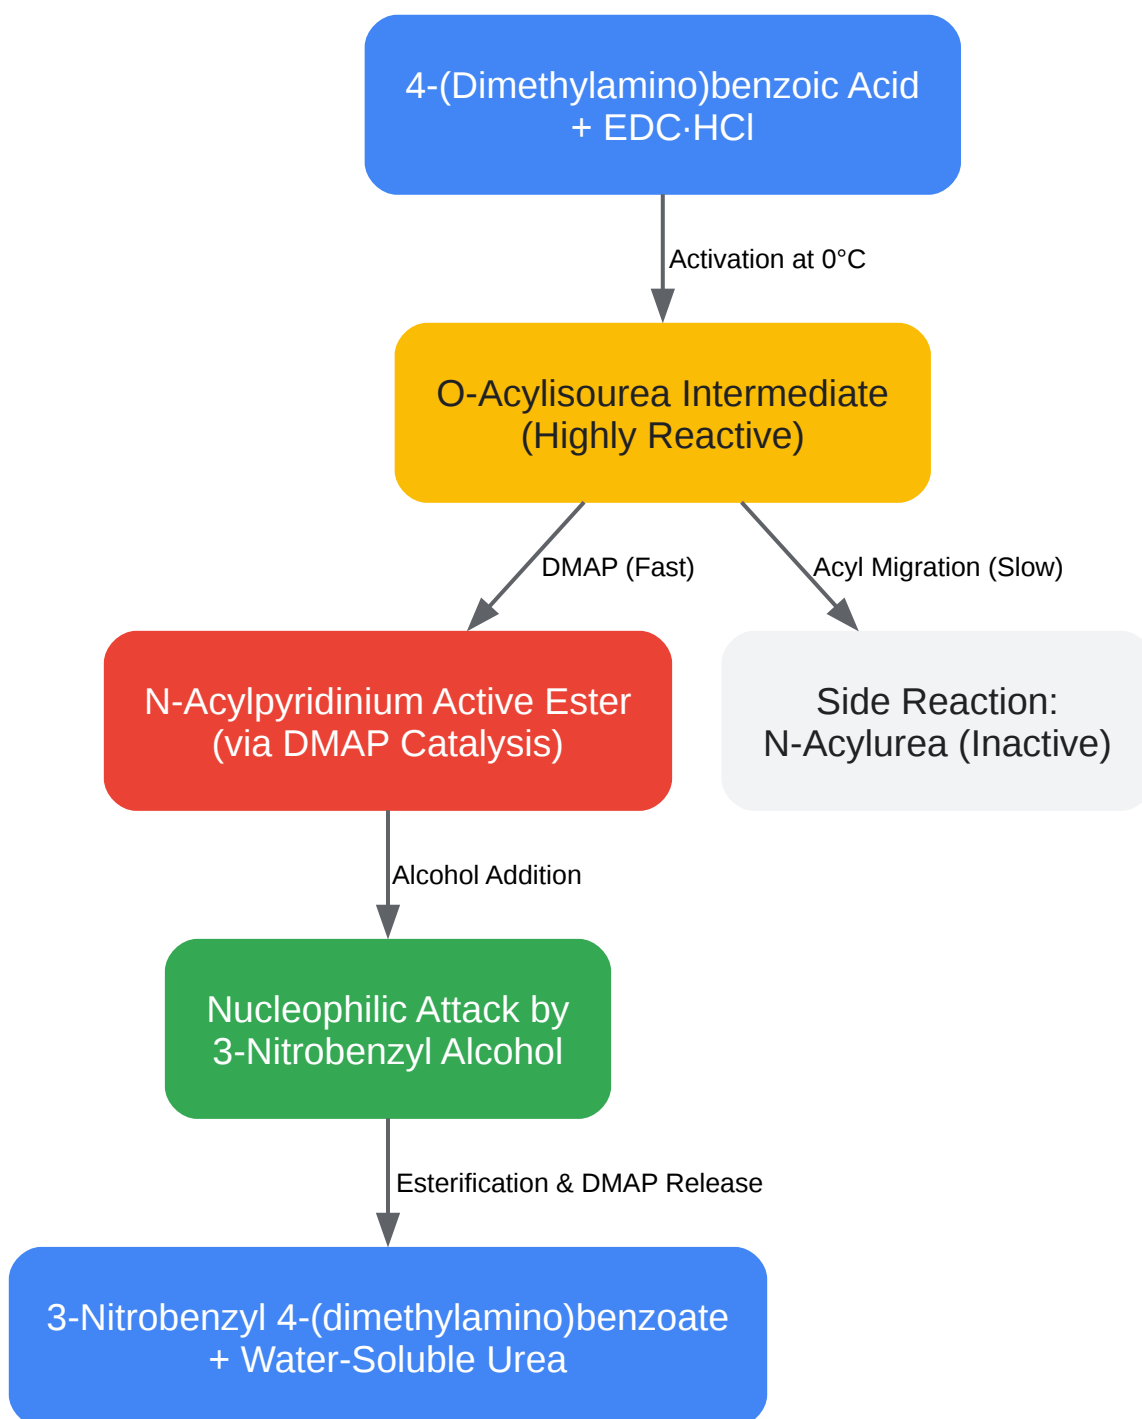 4-(Dimethylamino)benzoic Acid
+ EDC·HCl
Activation at 0°C
O-Acylisourea Intermediate
(Highly Reactive)
DMAP (Fast)
Acyl Migration (Slow)
N-Acylpyridinium Active Ester
(via DMAP Catalysis)
Side Reaction:
N-Acylurea (Inactive)
Alcohol Addition
Nucleophilic Attack by
3-Nitrobenzyl Alcohol
Esterification & DMAP Release
3-Nitrobenzyl 4-(dimethylamino)benzoate
+ Water-Soluble Urea